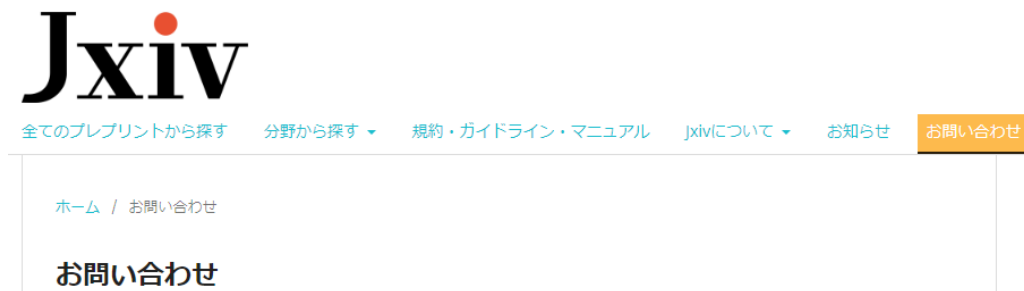 Jxiv
全てのプレプリントから探す 分野から探す 規約・ガイドライン・マニュアル Jxivについて お知らせ お問い合わせ
ホーム / お問い合わせ
お問い合わせ